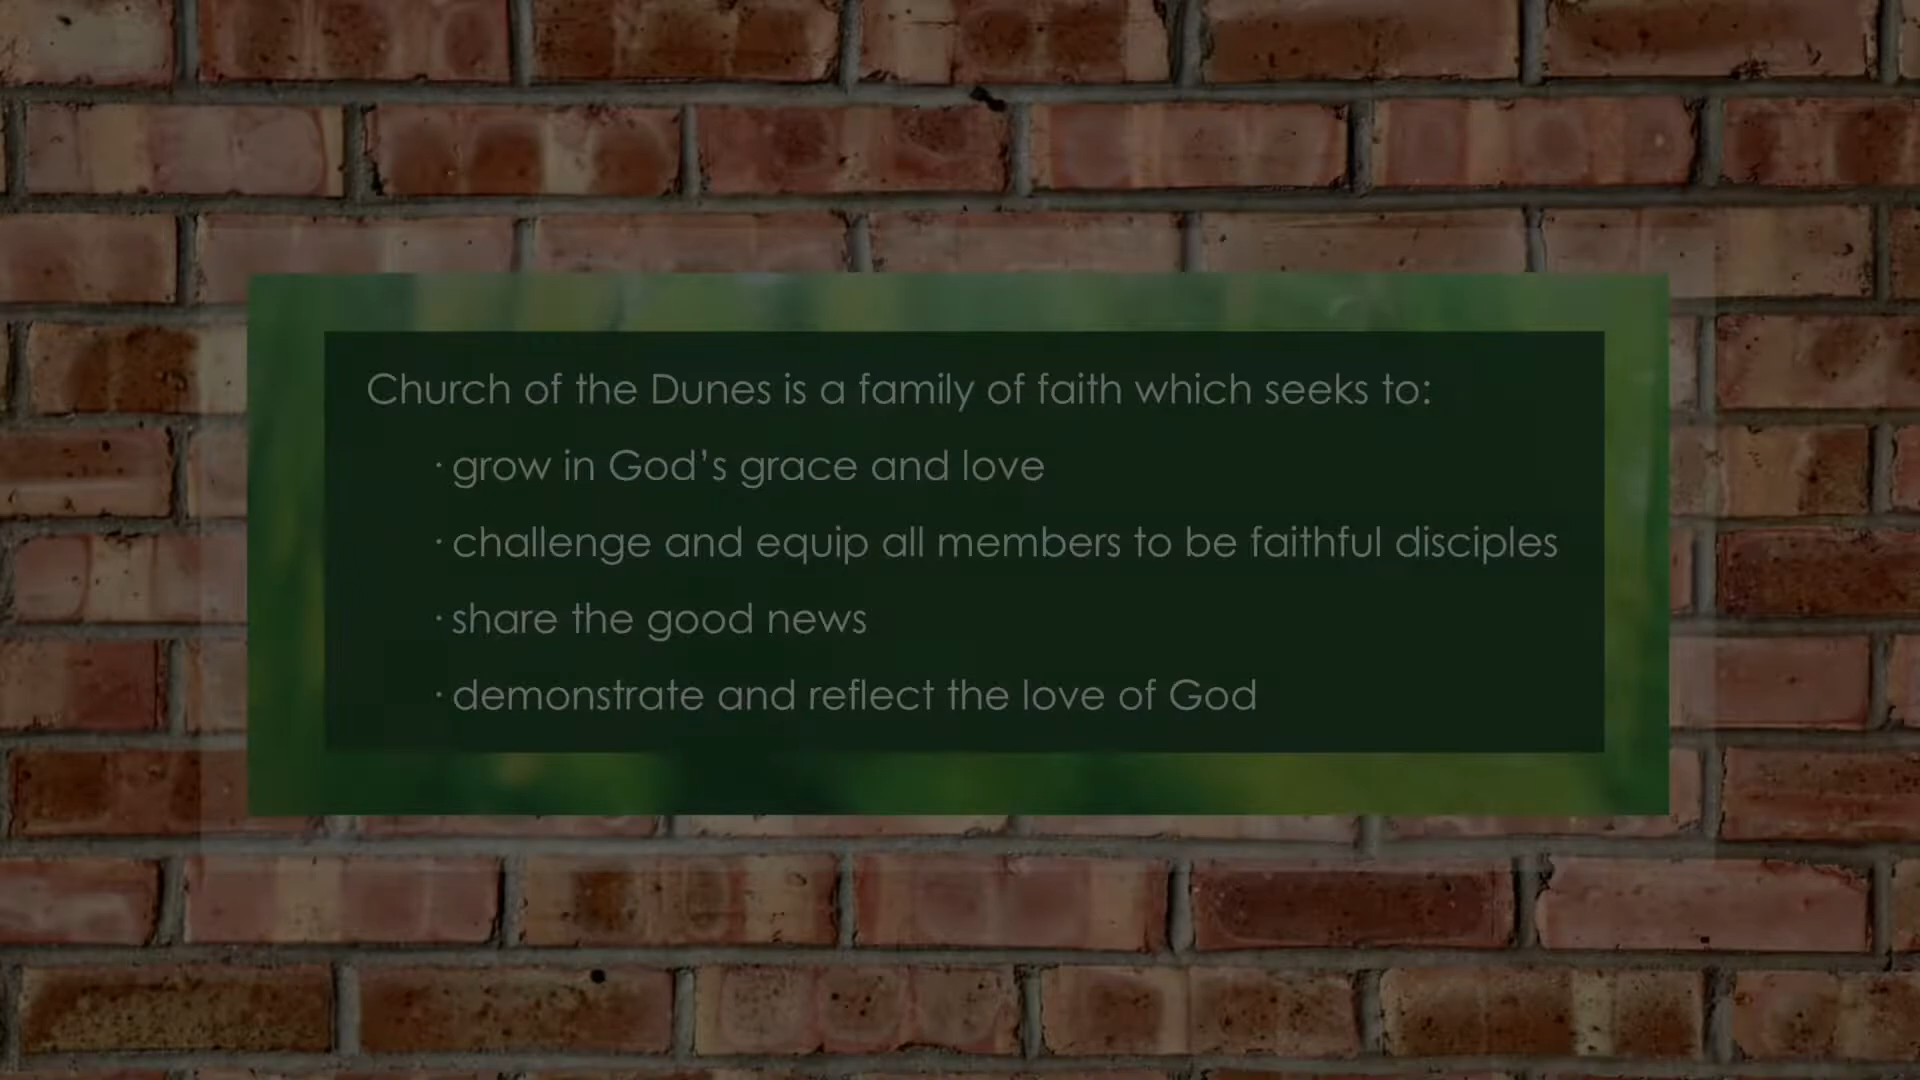 Church of the Dunes is a family of faith which seeks to:
· grow in God’s grace and love
· challenge and equip all members to be faithful disciples
· share the good news
· demonstrate and reflect the love of God